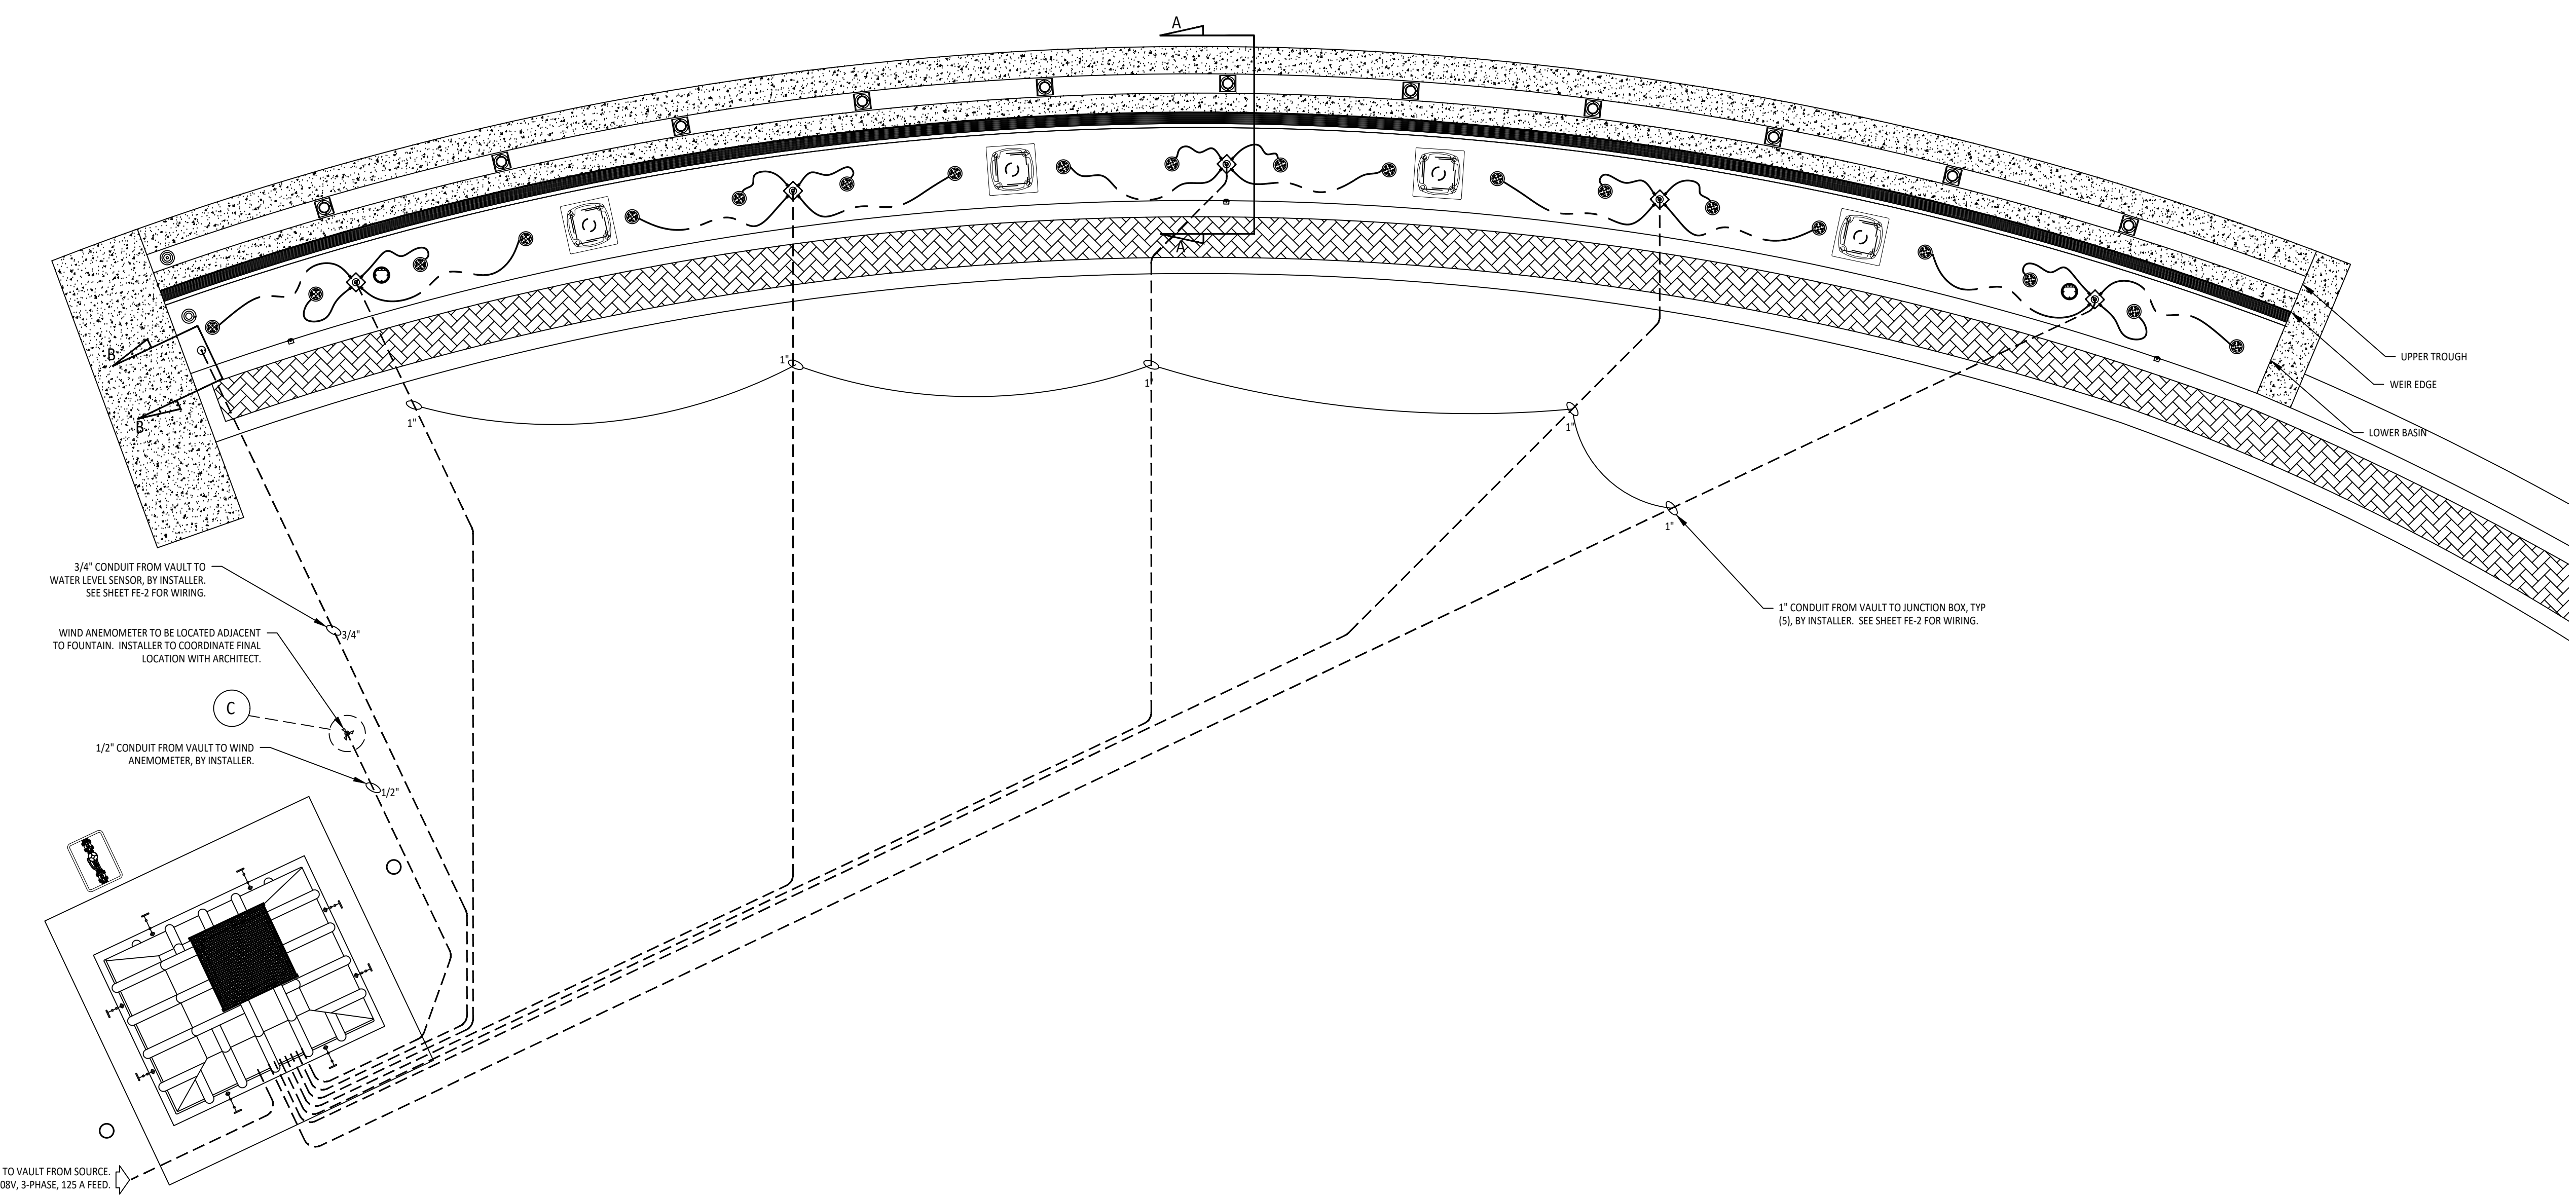 A
A
B
B
1"
1"
1"
1"
1"
UPPER TROUGH
WEIR EDGE
LOWER BASIN
3/4" CONDUIT FROM VAULT TO
WATER LEVEL SENSOR, BY INSTALLER.
SEE SHEET FE-2 FOR WIRING.
3/4"
WIND ANEMOMETER TO BE LOCATED ADJACENT
TO FOUNTAIN. INSTALLER TO COORDINATE FINAL
LOCATION WITH ARCHITECT.
C
1/2" CONDUIT FROM VAULT TO WIND
ANEMOMETER, BY INSTALLER.
1/2"
1" CONDUIT FROM VAULT TO JUNCTION BOX, TYP
(5), BY INSTALLER. SEE SHEET FE-2 FOR WIRING.
TO VAULT FROM SOURCE.
08V, 3-PHASE, 125 A FEED.